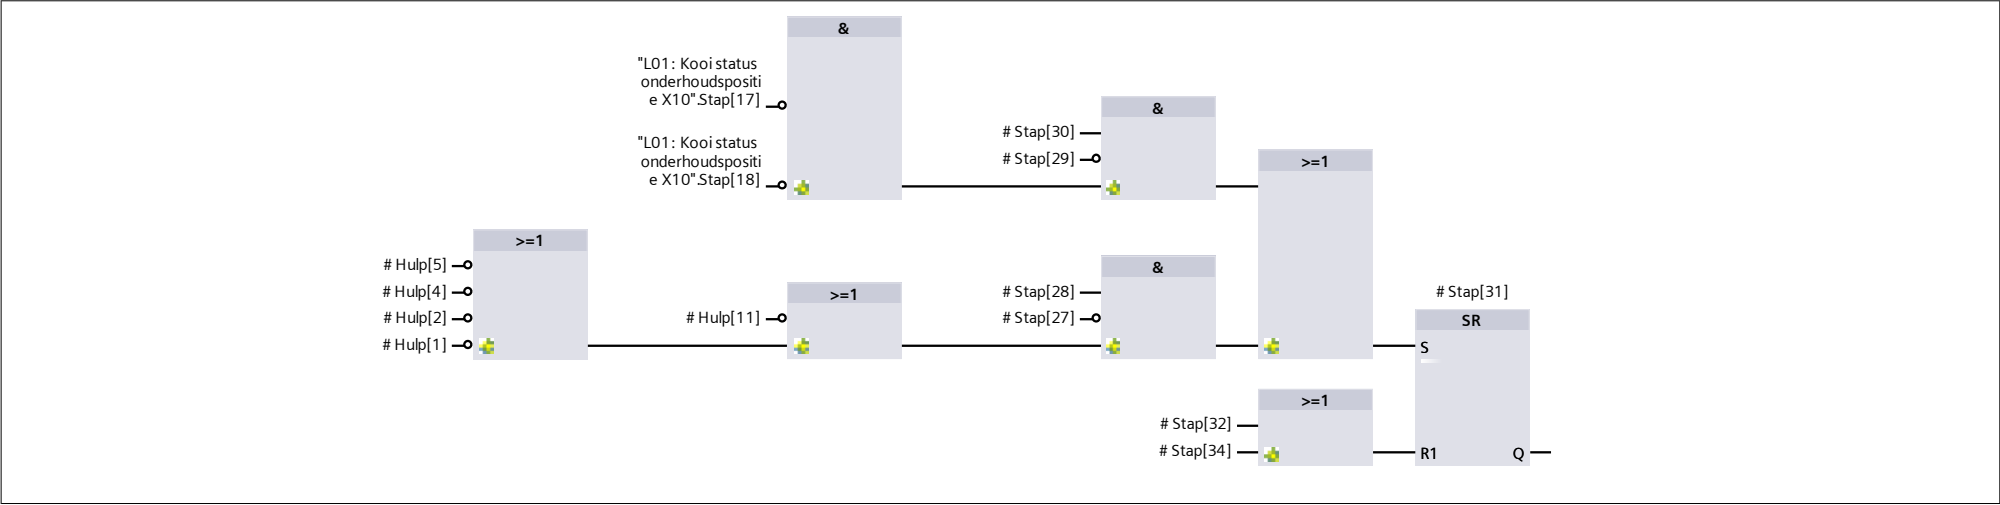 &
"L01: Kooi status
onderhoudspositi
e X10".Stap[17]
"L01: Kooi status
onderhoudspositi
e X10".Stap[18]
&
# Stap[30]
# Stap[29]
>=1
>=1
# Hulp[5]
# Hulp[4]
# Hulp[2]
# Hulp[1]
>=1
# Hulp[11]
&
# Stap[28]
# Stap[27]
# Stap[31]
SR
S
R1
Q
>=1
# Stap[32]
# Stap[34]